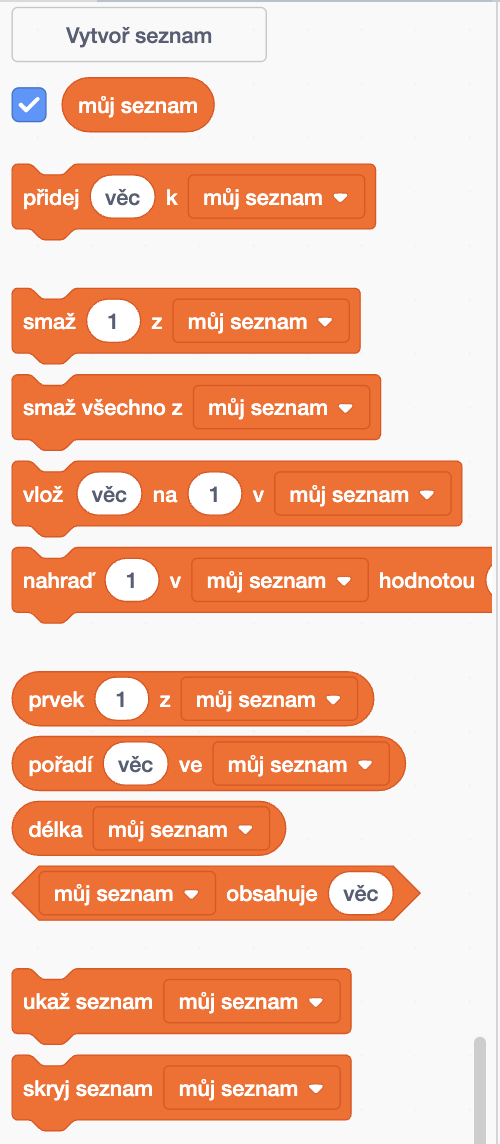 Vytvoř seznam
můj seznam
přidej věc k můj seznam
smaž 1 z můj seznam
smaž všechno z můj seznam
vlož věc na 1 v můj seznam
nahraď 1 v můj seznam hodnotou
prvek 1 z můj seznam
pořadí věc ve můj seznam
délka můj seznam
můj seznam obsahuje věc
ukaž seznam můj seznam
skryj seznam můj seznam